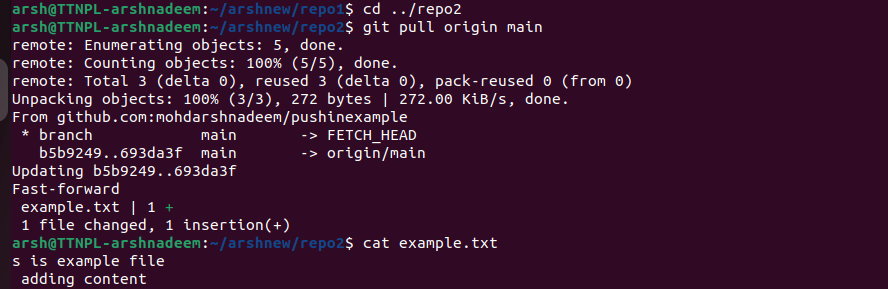 arsh@TTNPL-arshnadeem:~/arshnew/repo1$ cd ../repo2
arsh@TTNPL-arshnadeem:~/arshnew/repo2$ git pull origin main
remote: Enumerating objects: 5, done.
remote: Counting objects: 100% (5/5), done.
remote: Total 3 (delta 0), reused 3 (delta 0), pack-reused 0 (from 0)
Unpacking objects: 100% (3/3), 272 bytes | 272.00 KiB/s, done.
From github.com:mohdarshnadeem/pushinexample
 * branch            main       -> FETCH_HEAD
   b5b9249..693da3f  main       -> origin/main
Updating b5b9249..693da3f
Fast-forward
 example.txt | 1 +
 1 file changed, 1 insertion(+)
arsh@TTNPL-arshnadeem:~/arshnew/repo2$ cat example.txt
s is example file
 adding content